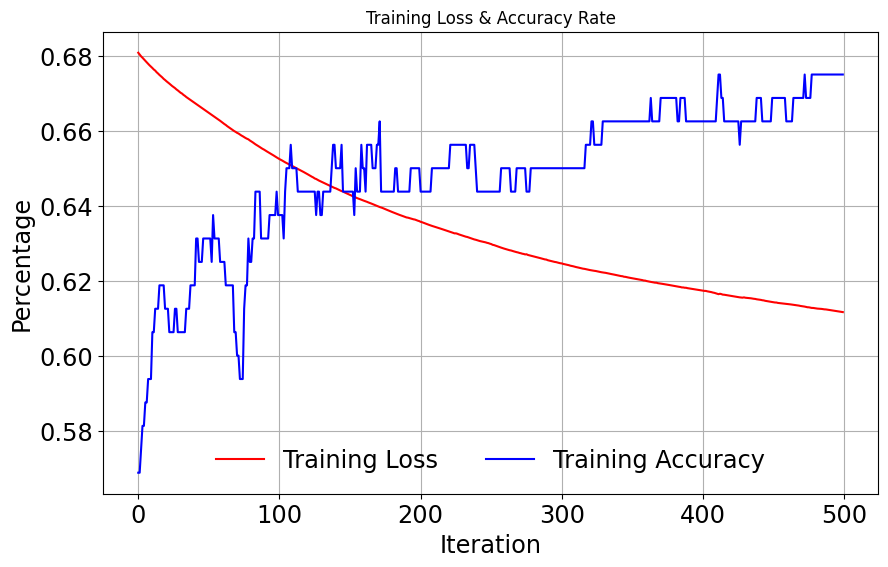 Training Loss & Accuracy Rate
0.68
0.66
0.64
0.62
0.60
0.58
Percentage
Training Loss
Training Accuracy
0
100
200
300
400
500
Iteration